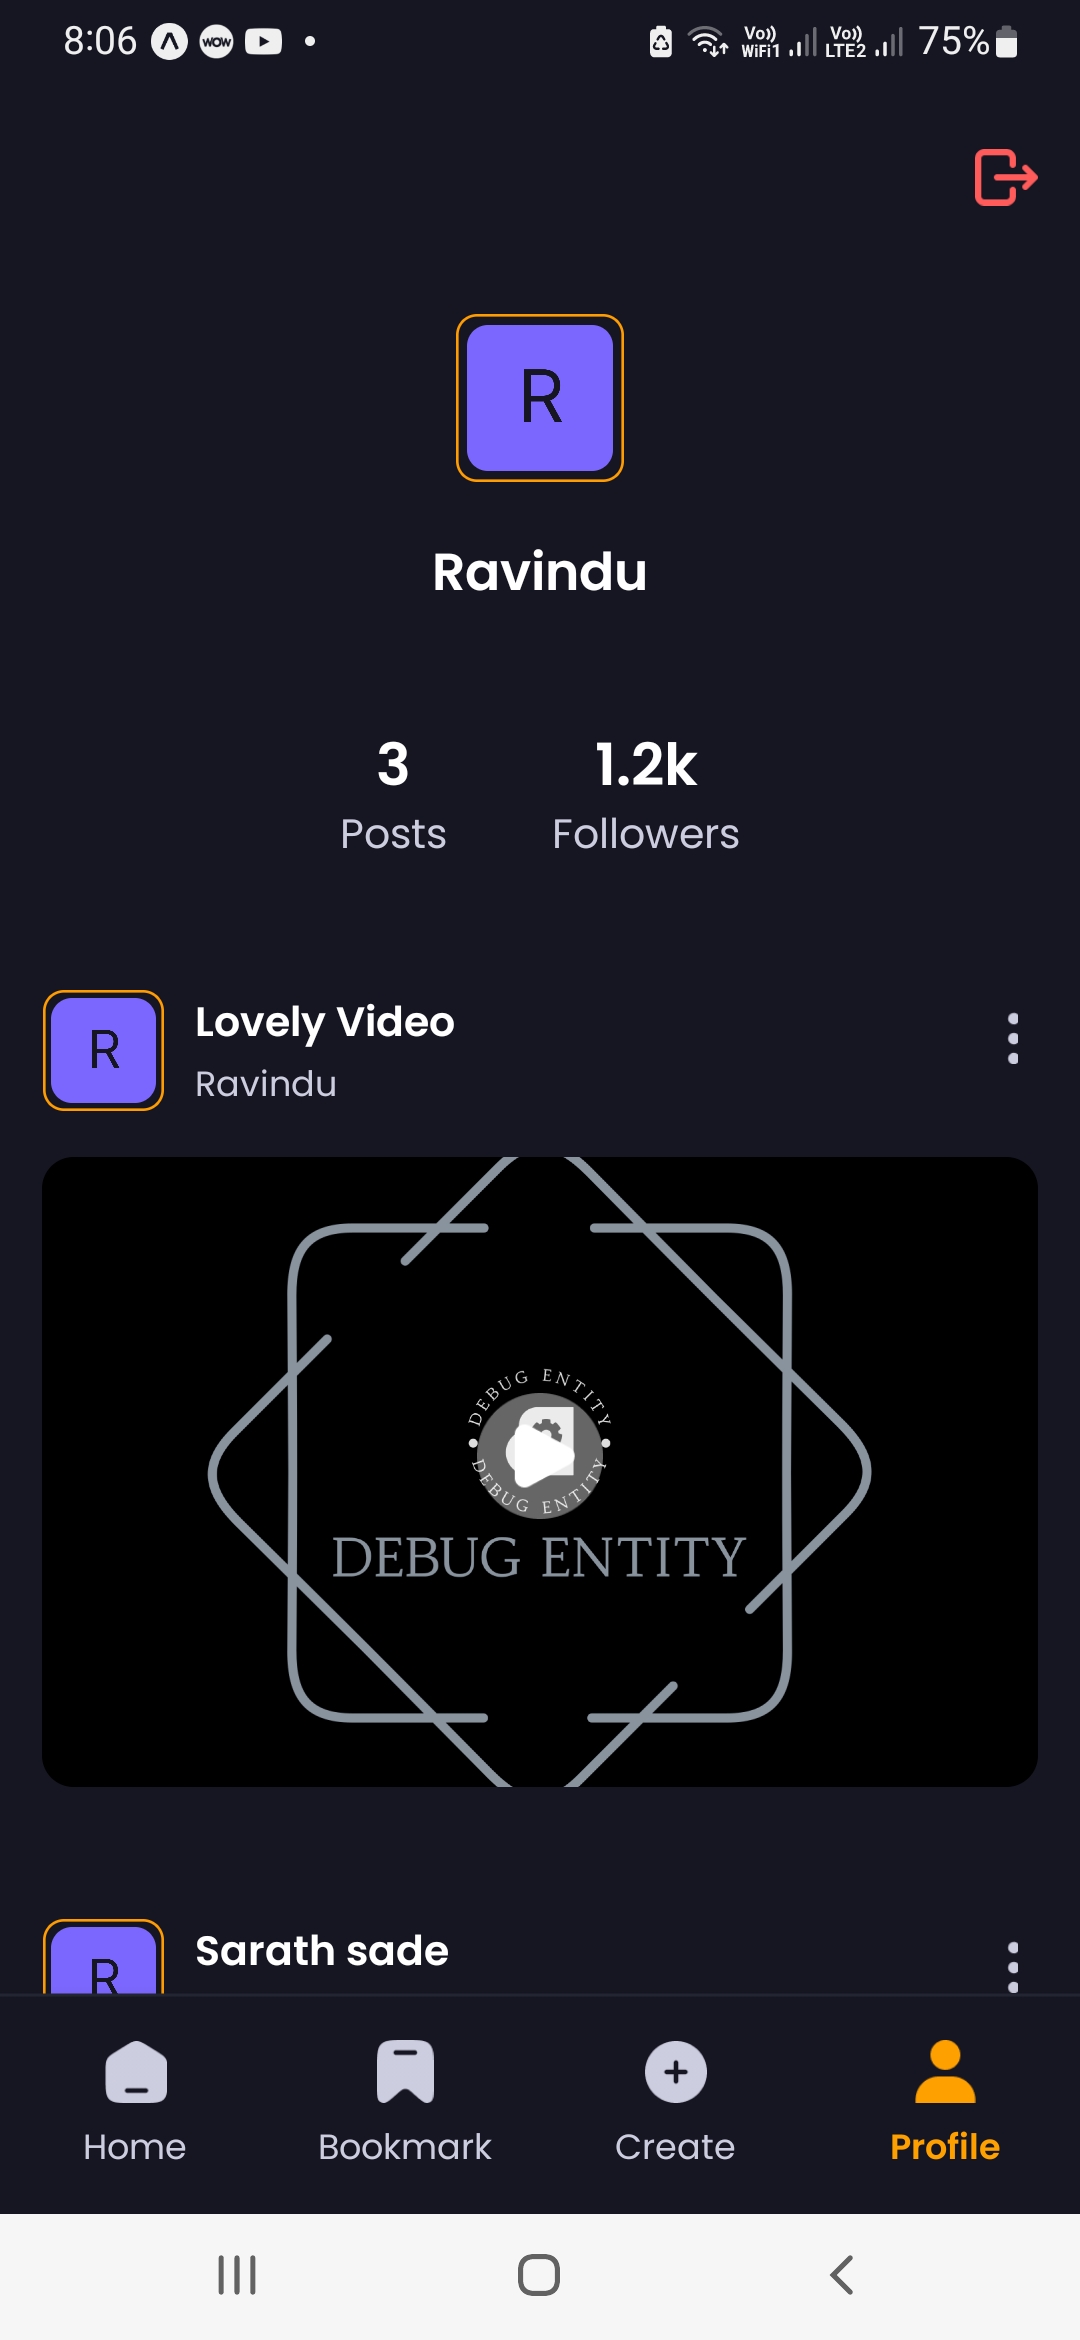 8:06 WOW Vo)) WiFi1 Vo)) LTE2 75%
R
Ravindu
3 1.2k
Posts Followers
R Lovely Video
Ravindu
DEBUG ENTITY
DEBUG ENTITY
DEBUG ENTITY
R Sarath sade
Home Bookmark Create Profile